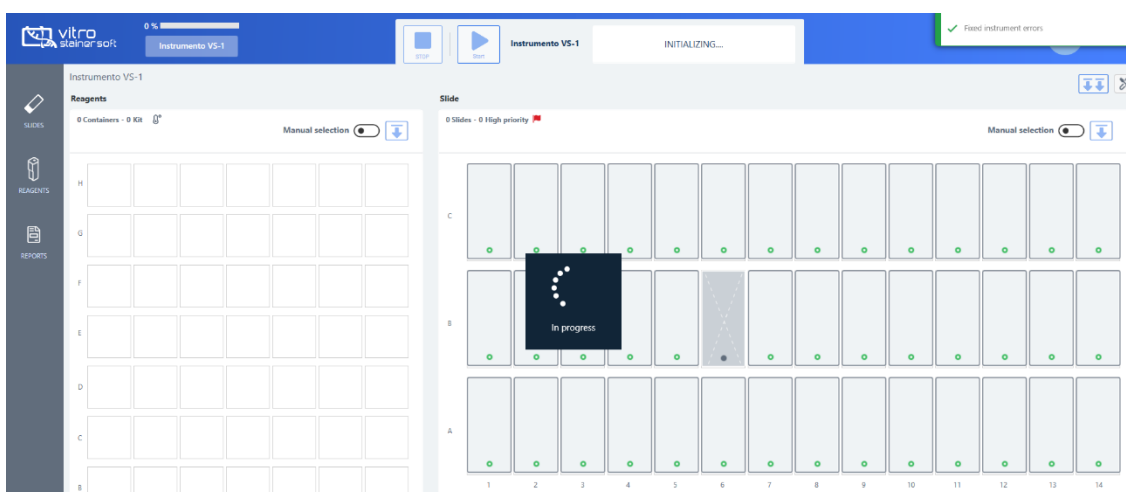 vitro
stainersoft
0 %
Instrumento VS-1
STOP
Start
Instrumento VS-1
INITIALIZING....
Fixed instrument errors
Instrumento VS-1
SLIDES
REAGENTS
REPORTS
Reagents
0 Containers - 0 Kit
Manual selection
H
G
F
E
D
C
B
Slide
0 Slides - 0 High priority
Manual selection
C
B
A
In progress
1 2 3 4 5 6 7 8 9 10 11 12 13 14